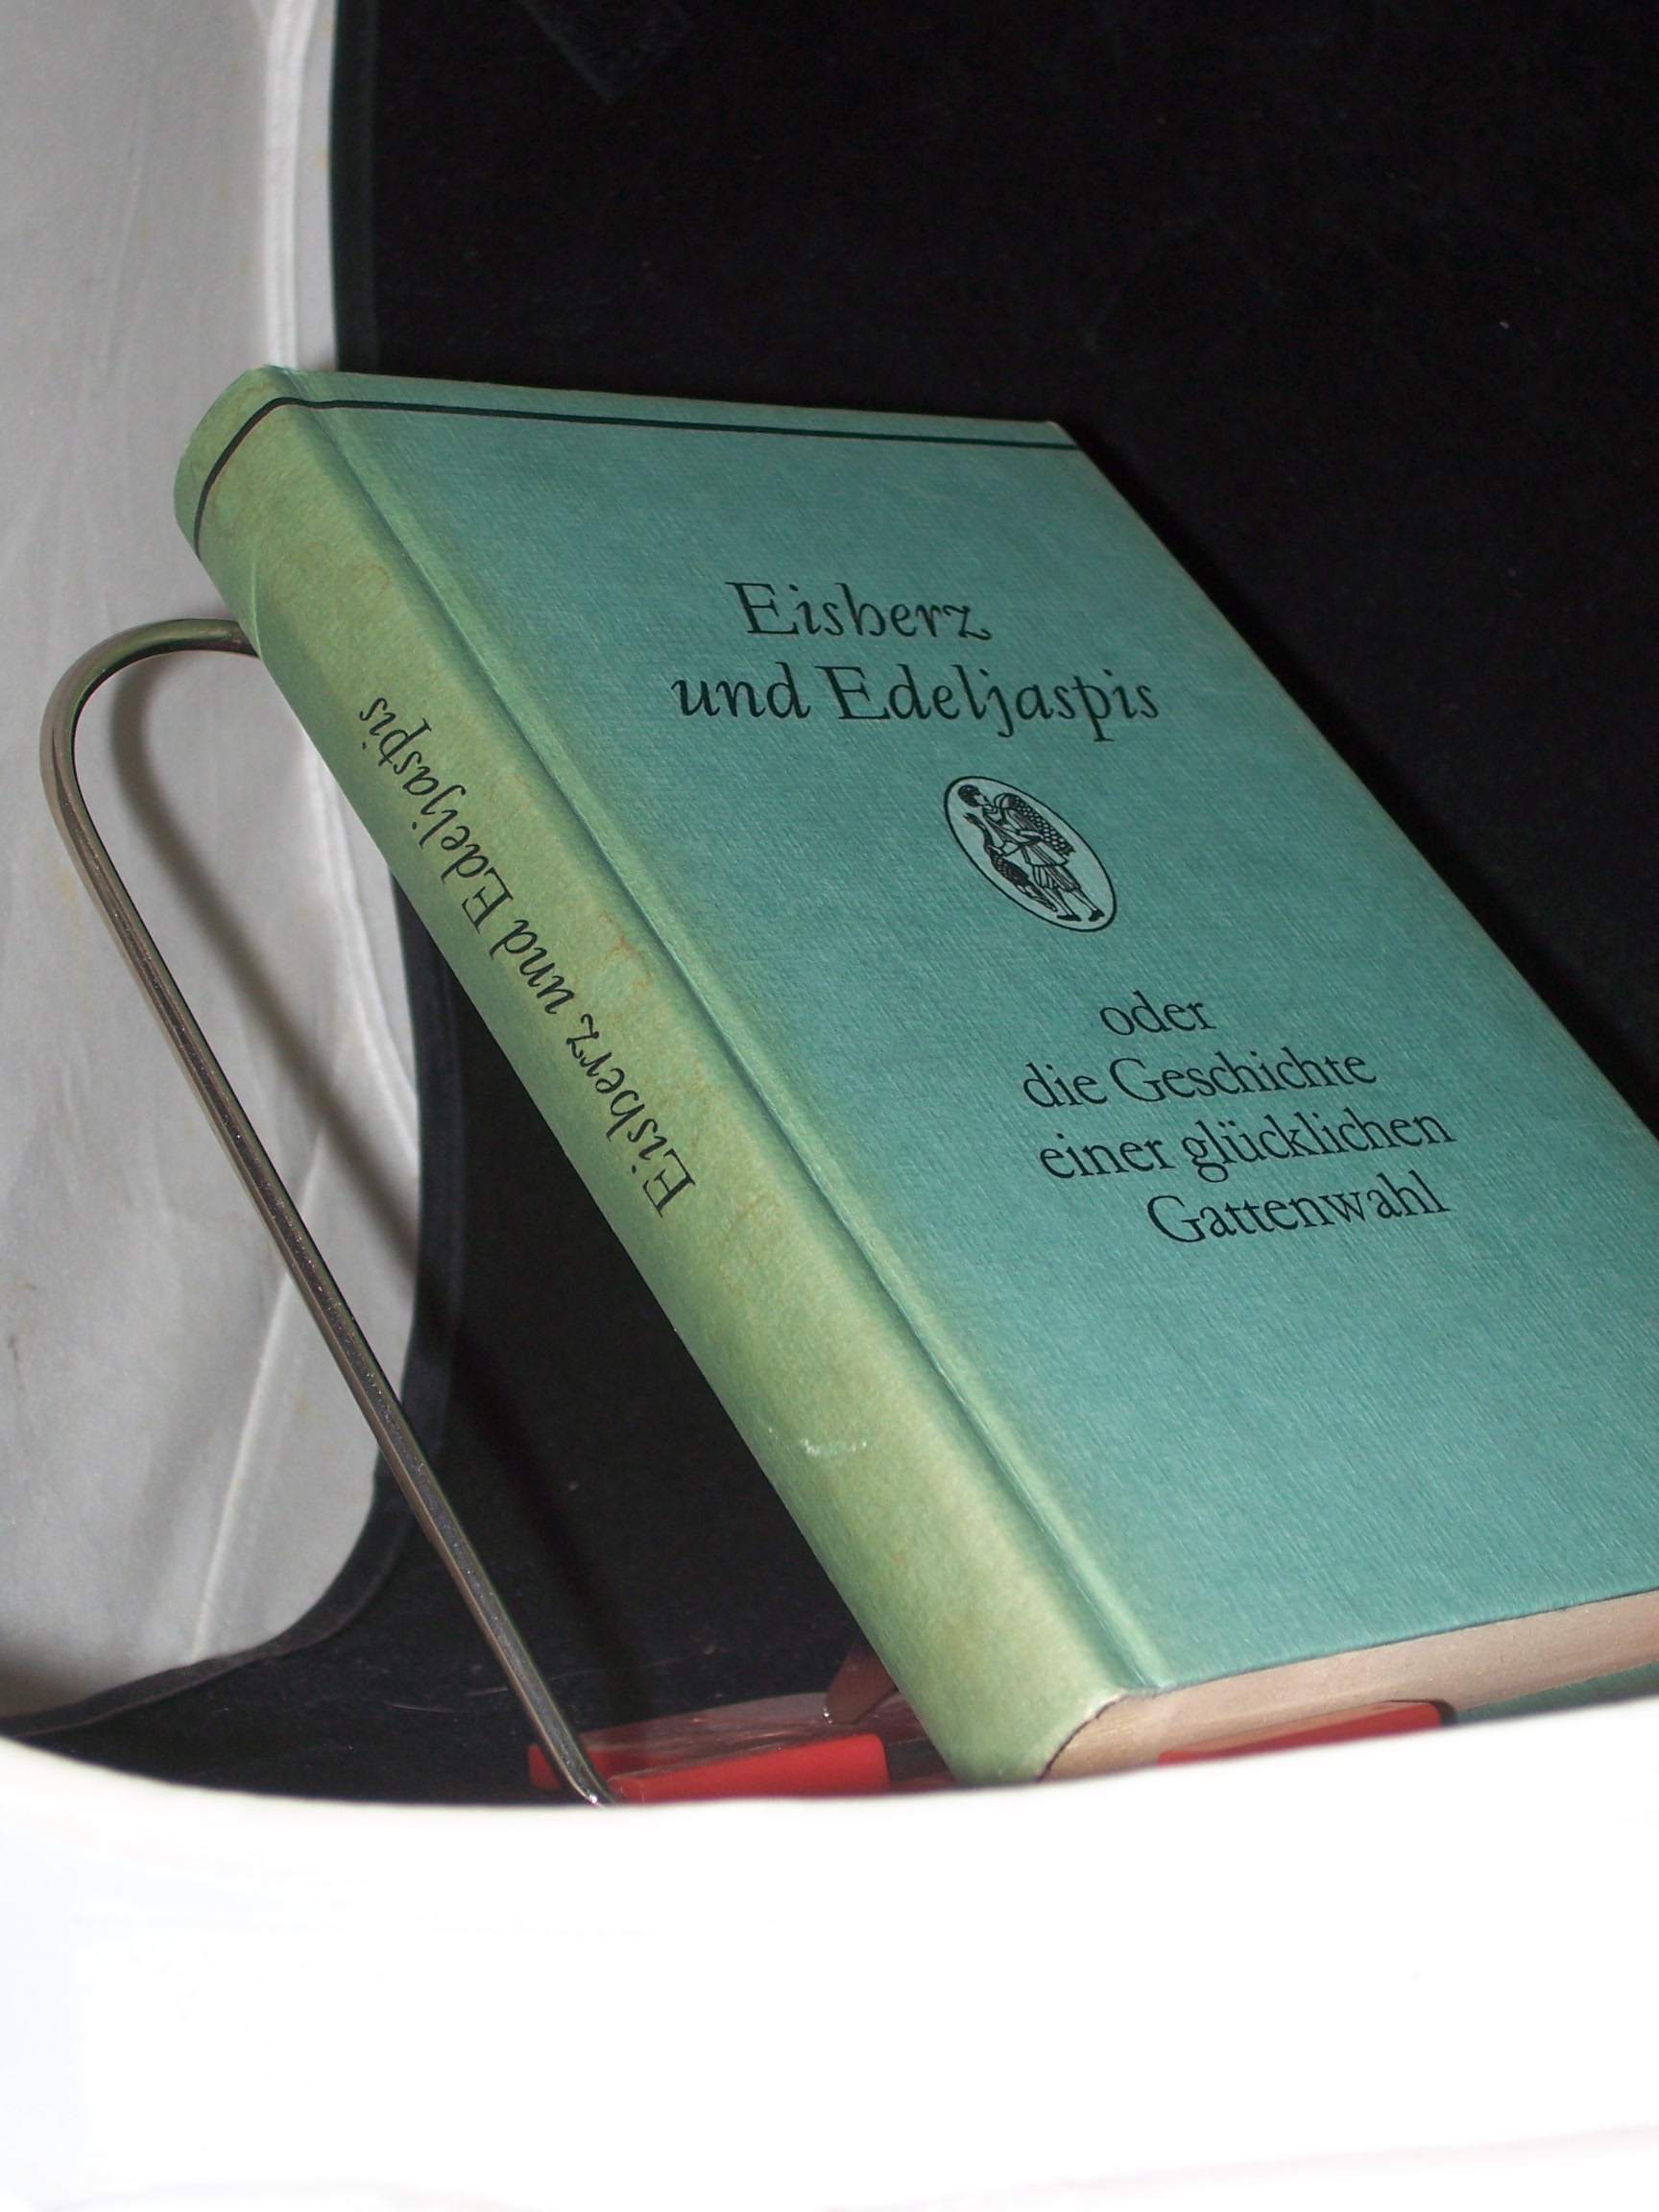 Eisherz
und Edeljaspis
oder
die Geschichte
einer glücklichen
Gattenwahl
Eisherz und Edeljaspis